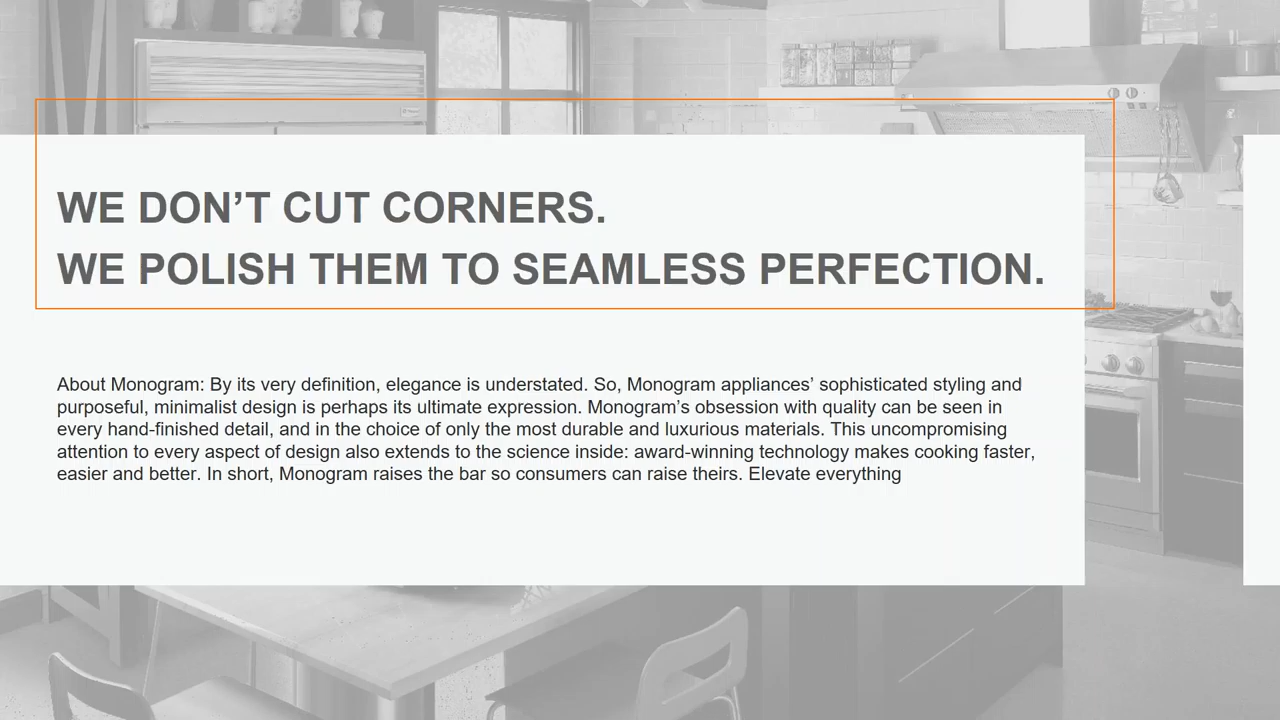 WE DON’T CUT CORNERS.
WE POLISH THEM TO SEAMLESS PERFECTION.
About Monogram: By its very definition, elegance is understated. So, Monogram appliances’ sophisticated styling and
purposeful, minimalist design is perhaps its ultimate expression. Monogram’s obsession with quality can be seen in
every hand-finished detail, and in the choice of only the most durable and luxurious materials. This uncompromising
attention to every aspect of design also extends to the science inside: award-winning technology makes cooking faster,
easier and better. In short, Monogram raises the bar so consumers can raise theirs. Elevate everything